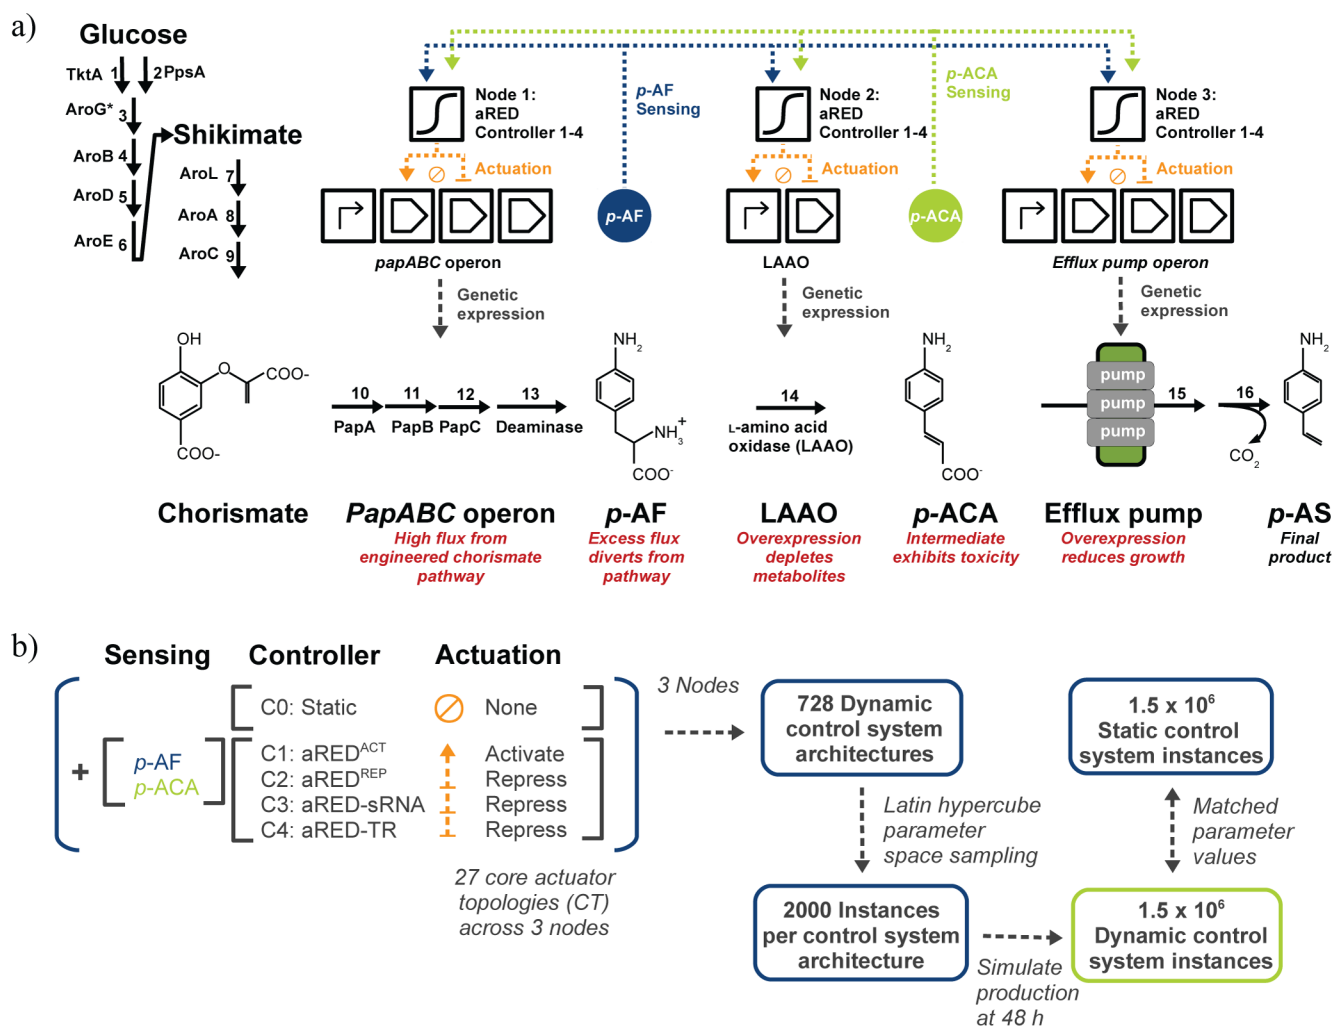 a)
Glucose
TktA 1 2 PpsA
AroG* 3
AroB 4
AroD 5
AroE 6
Shikimate
AroL 7
AroA 8
AroC 9
Node 1:
aRED
Controller 1-4
Actuation
papABC operon
Genetic
expression
p-AF
Sensing
p-AF
Node 2:
aRED
Controller 1-4
Actuation
LAAO
Genetic
expression
p-ACA
Sensing
p-ACA
Node 3:
aRED
Controller 1-4
Actuation
Efflux pump operon
Genetic
expression
OH
O
COO-
COO-
10 11 12 13
PapA PapB PapC Deaminase
NH2
NH3+
COO-
14
L-amino acid
oxidase (LAAO)
NH2
COO-
pump
pump
pump
15 16
CO2
NH2
Chorismate
PapABC operon
High flux from
engineered chorismate
pathway
p-AF
Excess flux
diverts from
pathway
LAAO
Overexpression
depletes
metabolites
p-ACA
Intermediate
exhibits toxicity
Efflux pump
Overexpression
reduces growth
p-AS
Final
product
b)
Sensing Controller Actuation
C0: Static None
+
p-AF
p-ACA
C1: aREDACT Activate
C2: aREDREP Repress
C3: aRED-sRNA Repress
C4: aRED-TR Repress
27 core actuator
topologies (CT)
across 3 nodes
3 Nodes
728 Dynamic
control system
architectures
Latin hypercube
parameter
space sampling
2000 Instances
per control system
architecture
Simulate
production
at 48 h
1.5 x 10⁶
Static control
system instances
Matched
parameter
values
1.5 x 10⁶
Dynamic control
system instances